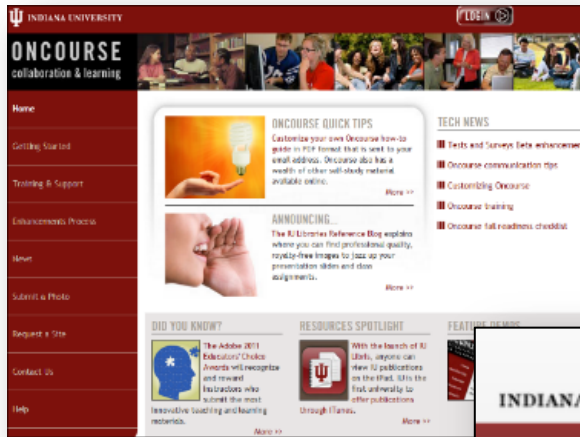 INDIANA UNIVERSITY
LOGIN
ONCOURSE
collaboration & learning
Home
Getting Started
Training & Support
Enhancements Process
News
Submit a Photo
Request a Site
Contact Us
Help
ONCOURSE QUICK TIPS
Customize your own Oncourse how-to
guide in PDF format that is sent to your
email address. Oncourse also has a
wealth of other self-study material
available online.
More >>
ANNOUNCING...
The IU Libraries Reference Blog explains
where you can find professional quality,
royalty-free images to jazz up your
presentation slides and class
assignments.
More >>
TECH NEWS
Tests and Surveys Beta enhancemen
Oncourse communication tips
Customizing Oncourse
Oncourse training
Oncourse fall readiness checklist
DID YOU KNOW?
The Adobe 2011
Educators' Choice
Awards will recognize
and reward
instructors who
submit the most
innovative teaching and learning
materials.
More >>
RESOURCES SPOTLIGHT
With the launch of IU
Libris, anyone can
view IU publications
on the iPad. IU is the
first university to
offer publications
through iTunes.
More >>
FEATURE DEMOS
INDIANA